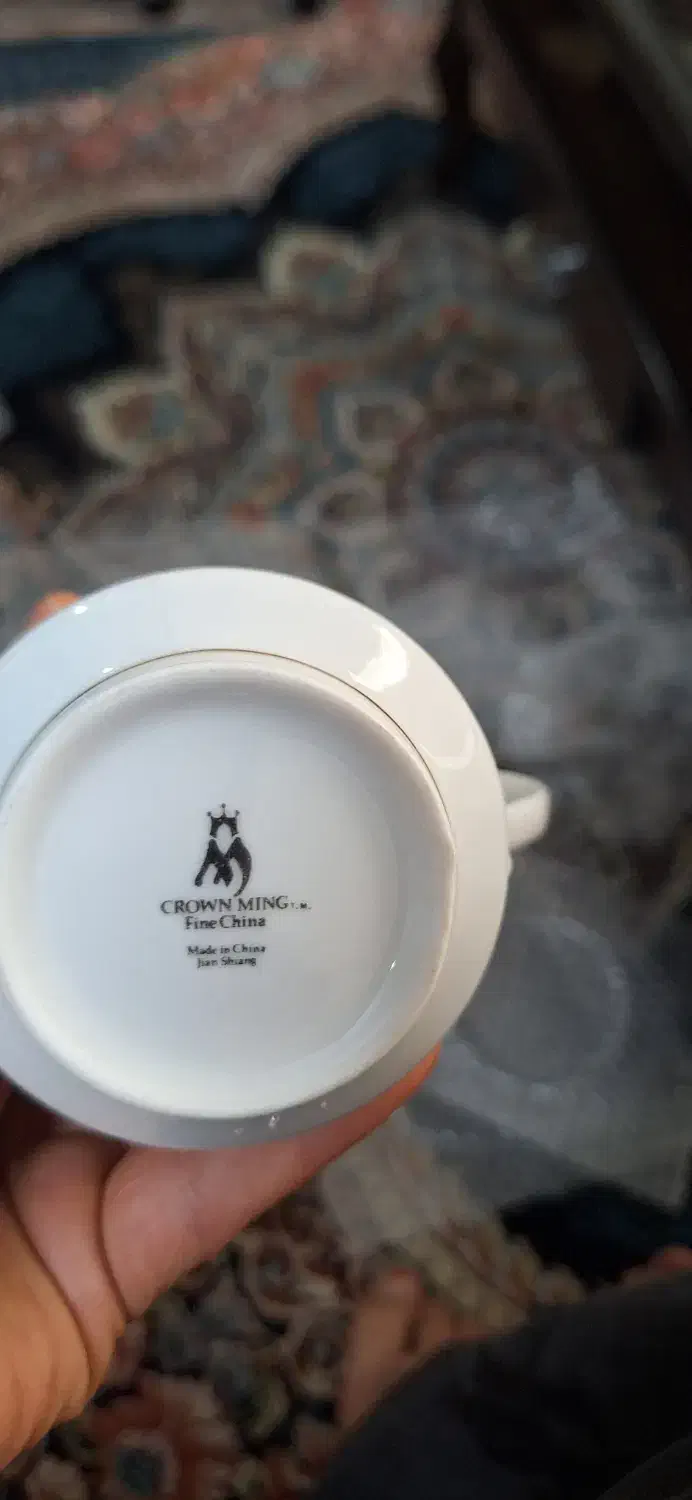 CROWN MING T.M.
Fine China
Made in China
Jian Shiang